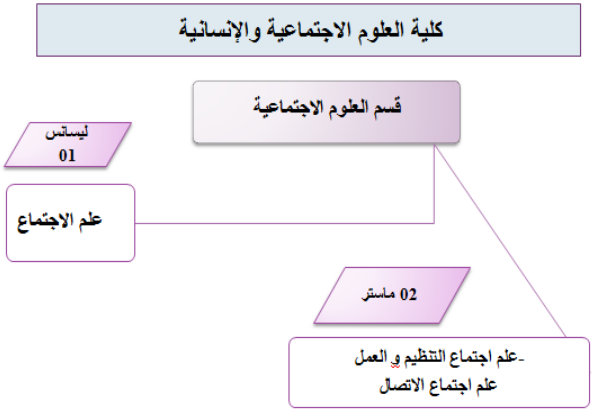 كلية العلوم الاجتماعية والإنسانية
قسم العلوم الاجتماعية
ليسانس
01
علم الاجتماع
02 ماستر
-علم اجتماع التنظيم و العمل
علم اجتماع الاتصال